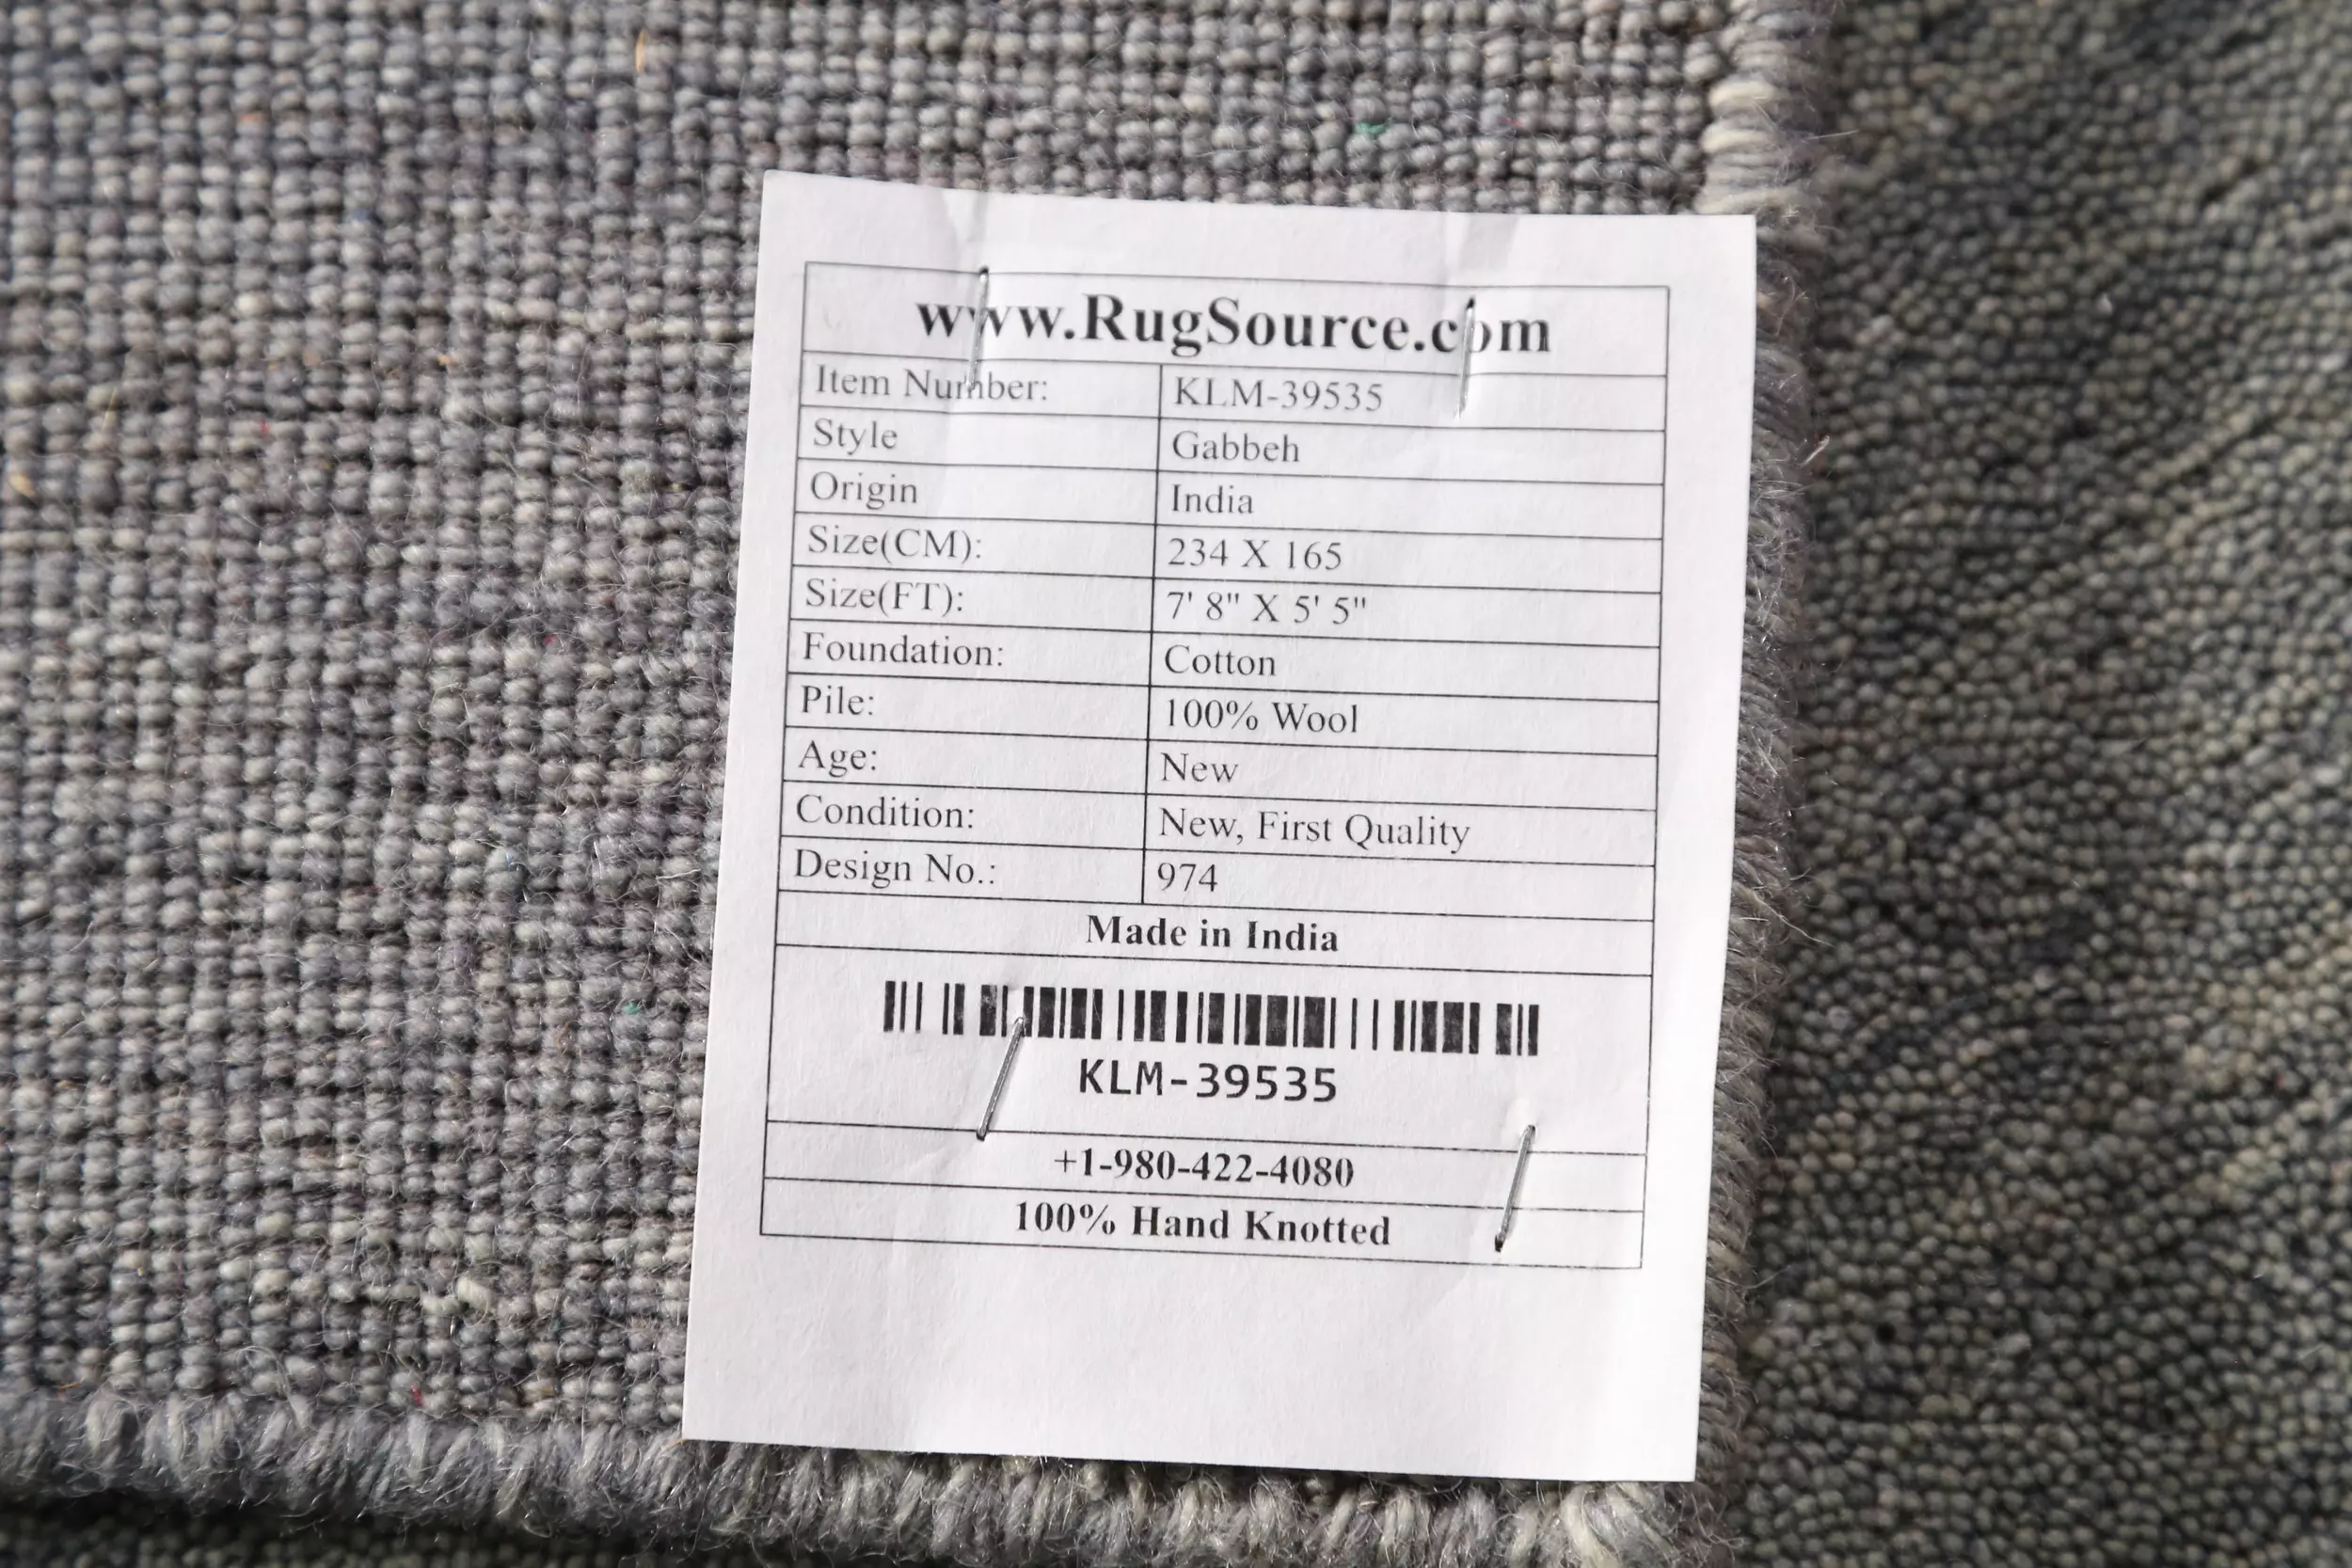 www.RugSource.com
Item Number: KLM-39535
Style Gabbeh
Origin India
Size(CM): 234 X 165
Size(FT): 7' 8" X 5' 5"
Foundation: Cotton
Pile: 100% Wool
Age: New
Condition: New, First Quality
Design No.: 974
Made in India
KLM-39535
+1-980-422-4080
100% Hand Knotted